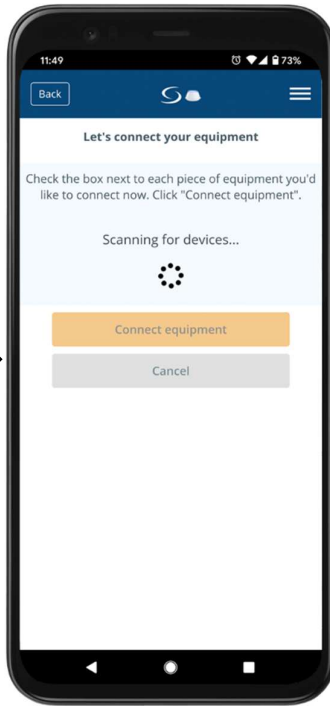 11:49
73%
Back
Let's connect your equipment
Check the box next to each piece of equipment you'd
like to connect now. Click "Connect equipment".
Scanning for devices...
Connect equipment
Cancel